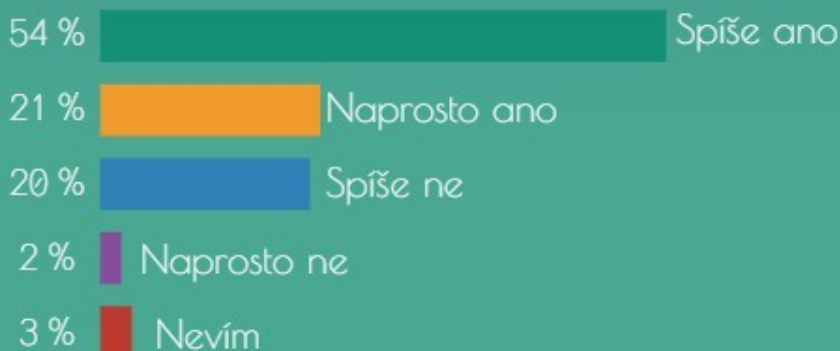 54 % Spíše ano
21 % Naprosto ano
20 % Spíše ne
2 % Naprosto ne
3 % Nevím